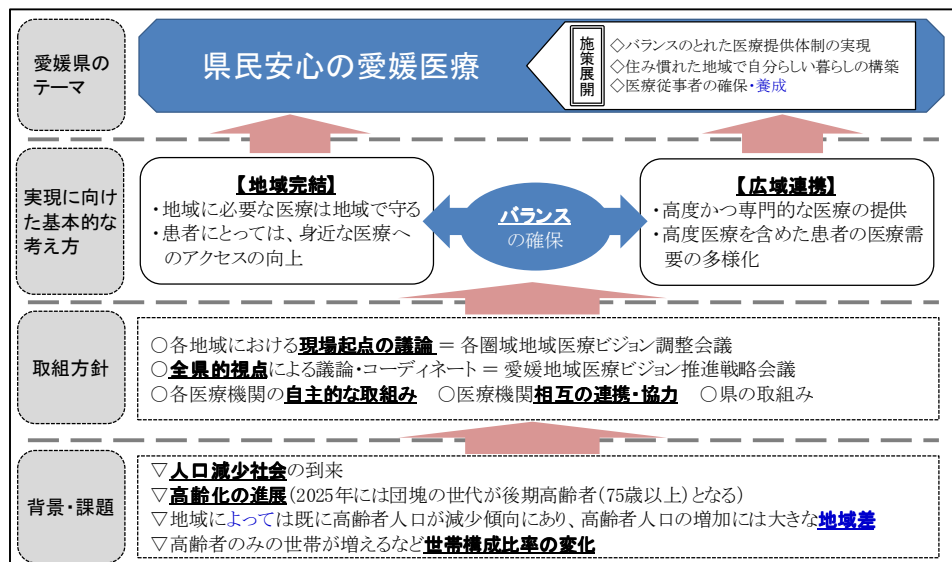 愛媛県の
テーマ
県民安心の愛媛医療
施策展開
◇バランスのとれた医療提供体制の実現
◇住み慣れた地域で自分らしい暮らしの構築
◇医療従事者の確保・養成
実現に向け
た基本的な
考え方
【地域完結】
・地域に必要な医療は地域で守る
・患者にとっては、身近な医療へ
のアクセスの向上
バランス
の確保
【広域連携】
・高度かつ専門的な医療の提供
・高度医療を含めた患者の医療需
要の多様化
取組方針
○各地域における現場起点の議論 = 各圏域地域医療ビジョン調整会議
○全県的視点による議論・コーディネート = 愛媛地域医療ビジョン推進戦略会議
○各医療機関の自主的な取組み ○医療機関相互の連携・協力 ○県の取組み
背景・課題
▽人口減少社会の到来
▽高齢化の進展(2025年には団塊の世代が後期高齢者(75歳以上)となる)
▽地域によっては既に高齢者人口が減少傾向にあり、高齢者人口の増加には大きな地域差
▽高齢者のみの世帯が増えるなど世帯構成比率の変化